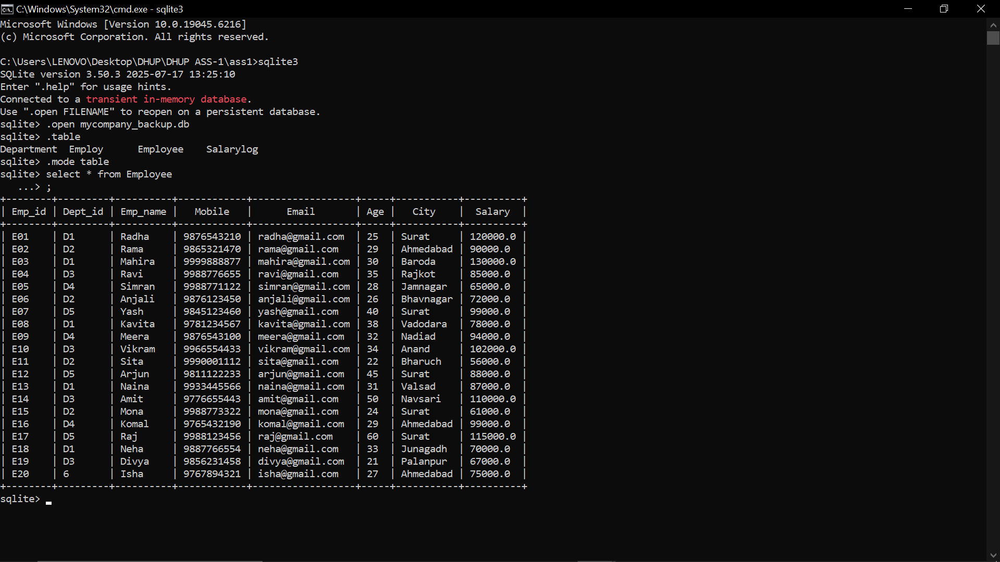 C:\Windows\System32\cmd.exe - sqlite3
Microsoft Windows [Version 10.0.19045.6216]
(c) Microsoft Corporation. All rights reserved.
C:\Users\LENOVO\Desktop\DHUP\DHUP ASS-1\ass1>sqlite3
SQLite version 3.50.3 2025-07-17 13:25:10
Enter ".help" for usage hints.
Connected to a transient in-memory database.
Use ".open FILENAME" to reopen on a persistent database.
sqlite> .open mycompany_backup.db
sqlite> .table
Department  Employ      Employee    Salarylog
sqlite> .mode table
sqlite> select * from Employee
   ...> ;
+--------+---------+----------+------------+------------------+-----+-----------+----------+
| Emp_id | Dept_id | Emp_name |   Mobile   |      Email       | Age |   City    |  Salary  |
+--------+---------+----------+------------+------------------+-----+-----------+----------+
| E01    | D1      | Radha    | 9876543210 | radha@gmail.com  | 25  | Surat     | 120000.0 |
| E02    | D2      | Rama     | 9865321470 | rama@gmail.com   | 29  | Ahmedabad | 90000.0  |
| E03    | D1      | Mahira   | 9999888877 | mahira@gmail.com | 30  | Baroda    | 130000.0 |
| E04    | D3      | Ravi     | 9988776655 | ravi@gmail.com   | 35  | Rajkot    | 85000.0  |
| E05    | D4      | Simran   | 9988771122 | simran@gmail.com | 28  | Jamnagar  | 65000.0  |
| E06    | D2      | Anjali   | 9876123450 | anjali@gmail.com | 26  | Bhavnagar | 72000.0  |
| E07    | D5      | Yash     | 9845123460 | yash@gmail.com   | 40  | Surat     | 99000.0  |
| E08    | D1      | Kavita   | 9781234567 | kavita@gmail.com | 38  | Vadodara  | 78000.0  |
| E09    | D4      | Meera    | 9876543100 | meera@gmail.com  | 32  | Nadiad    | 94000.0  |
| E10    | D3      | Vikram   | 9966554433 | vikram@gmail.com | 34  | Anand     | 102000.0 |
| E11    | D2      | Sita     | 9990001112 | sita@gmail.com   | 22  | Bharuch   | 56000.0  |
| E12    | D5      | Arjun    | 9811122233 | arjun@gmail.com  | 45  | Surat     | 88000.0  |
| E13    | D1      | Naina    | 9933445566 | naina@gmail.com  | 31  | Valsad    | 87000.0  |
| E14    | D3      | Amit     | 9776655443 | amit@gmail.com   | 50  | Navsari   | 110000.0 |
| E15    | D2      | Mona     | 9988773322 | mona@gmail.com   | 24  | Surat     | 61000.0  |
| E16    | D4      | Komal    | 9765432190 | komal@gmail.com  | 29  | Ahmedabad | 99000.0  |
| E17    | D5      | Raj      | 9988123456 | raj@gmail.com    | 60  | Surat     | 115000.0 |
| E18    | D1      | Neha     | 9887766554 | neha@gmail.com   | 33  | Junagadh  | 70000.0  |
| E19    | D3      | Divya    | 9856231458 | divya@gmail.com  | 21  | Palanpur  | 67000.0  |
| E20    | 6       | Isha     | 9767894321 | isha@gmail.com   | 27  | Ahmedabad | 75000.0  |
+--------+---------+----------+------------+------------------+-----+-----------+----------+
sqlite>